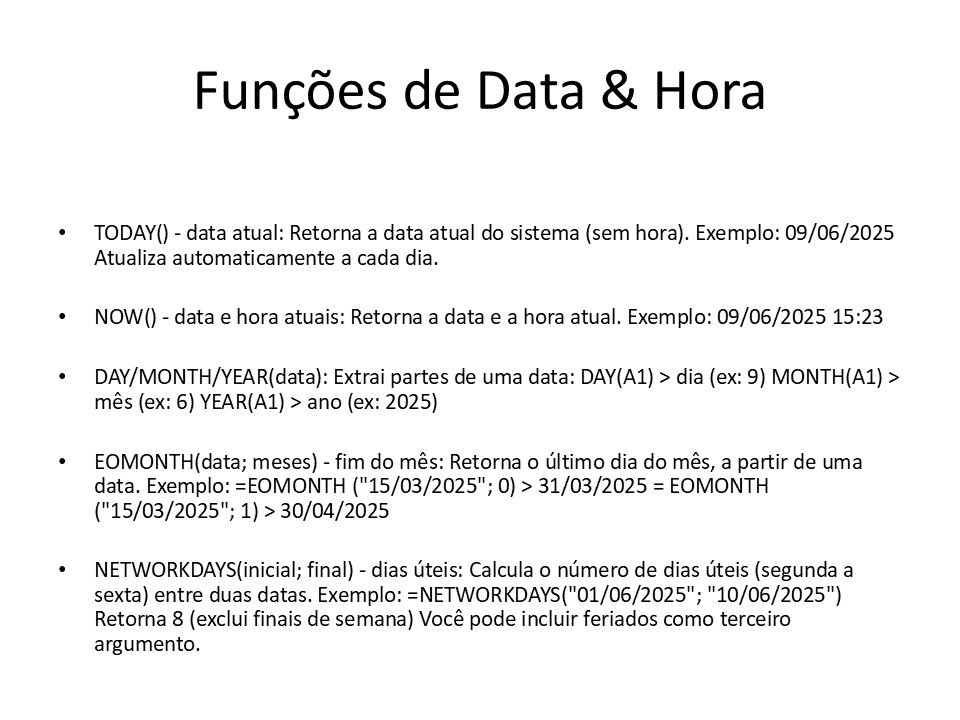 Funções de Data & Hora
• TODAY() - data atual: Retorna a data atual do sistema (sem hora). Exemplo: 09/06/2025
Atualiza automaticamente a cada dia.
• NOW() - data e hora atuais: Retorna a data e a hora atual. Exemplo: 09/06/2025 15:23
• DAY/MONTH/YEAR(data): Extrai partes de uma data: DAY(A1) > dia (ex: 9) MONTH(A1) >
mês (ex: 6) YEAR(A1) > ano (ex: 2025)
• EOMONTH(data; meses) - fim do mês: Retorna o último dia do mês, a partir de uma
data. Exemplo: =EOMONTH ("15/03/2025"; 0) > 31/03/2025 = EOMONTH
("15/03/2025"; 1) > 30/04/2025
• NETWORKDAYS(inicial; final) - dias úteis: Calcula o número de dias úteis (segunda a
sexta) entre duas datas. Exemplo: =NETWORKDAYS("01/06/2025"; "10/06/2025")
Retorna 8 (exclui finais de semana) Você pode incluir feriados como terceiro
argumento.